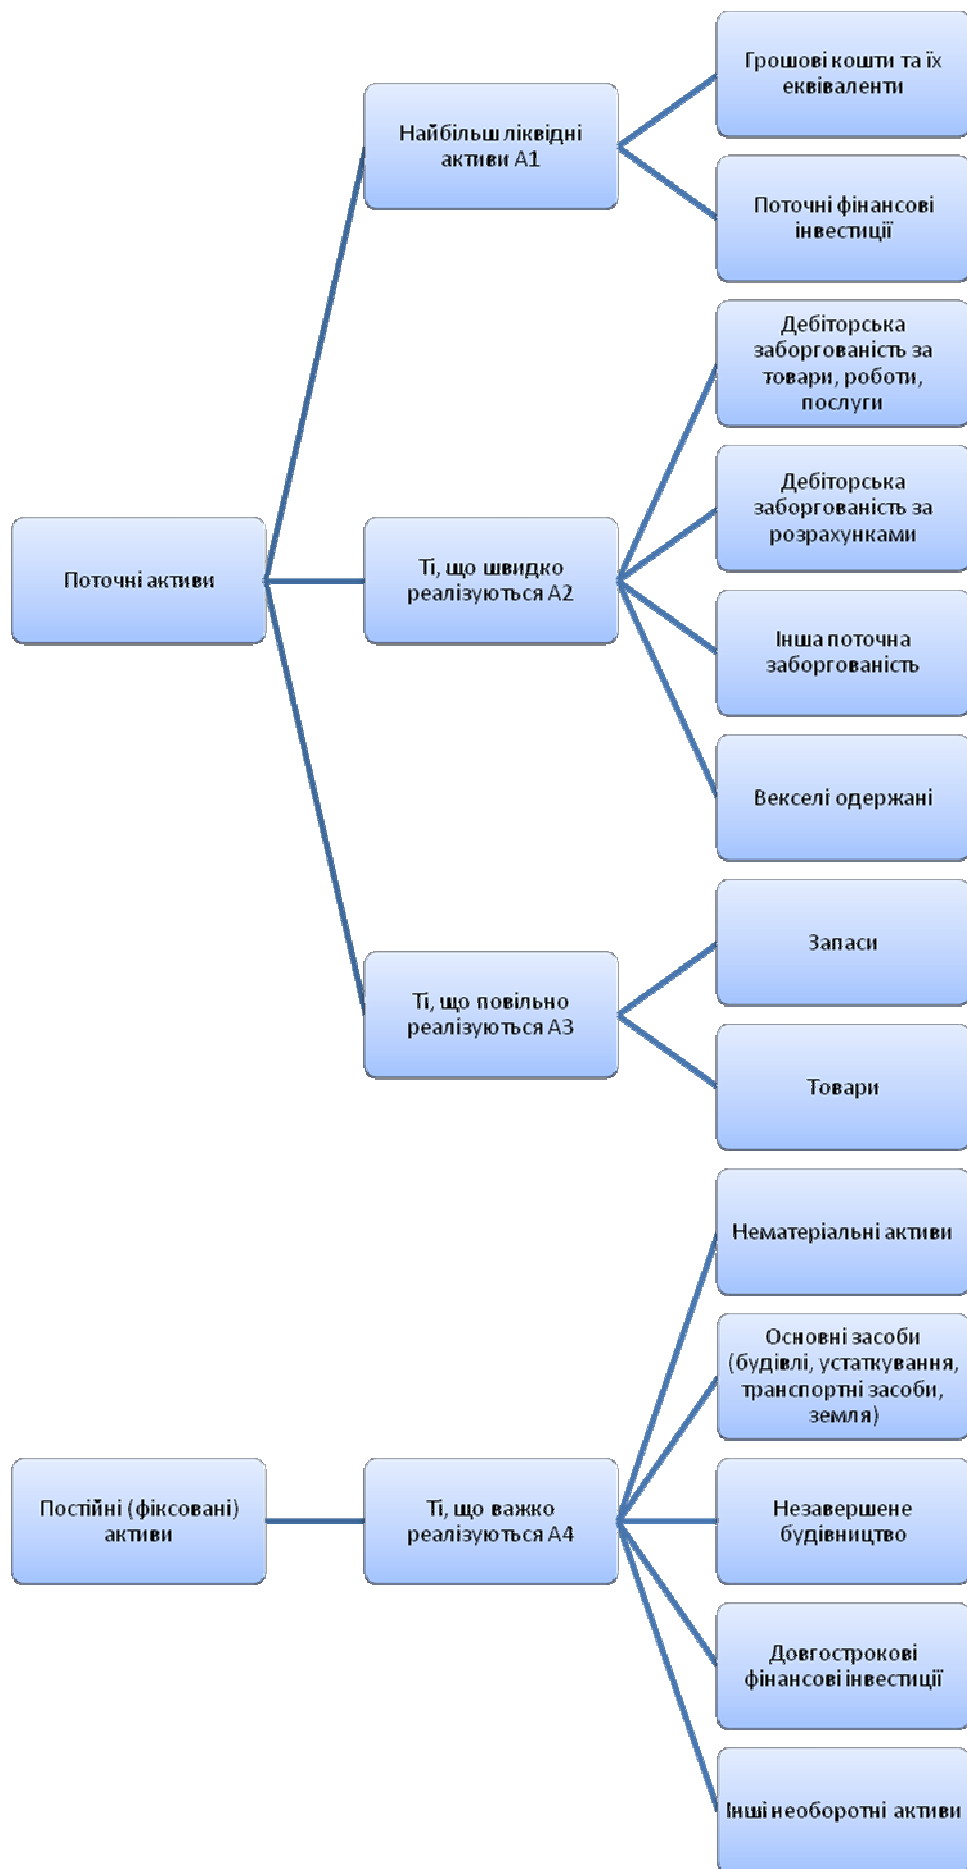 Грошові кошти та їх
еквіваленти
Найбільш ліквідні
активи А1
Поточні фінансові
інвестиції
Дебіторська
заборгованість за
товари, роботи,
послуги
Дебіторська
заборгованість за
розрахунками
Поточні активи
Ті, що швидко
реалізуються А2
Інша поточна
заборгованість
Векселі одержані
Запаси
Ті, що повільно
реалізуються А3
Товари
Нематеріальні активи
Основні засоби
(будівлі, устаткування,
транспортні засоби,
земля)
Постійні (фіксовані)
активи
Ті, що важко
реалізуються А4
Незавершене
будівництво
Довгострокові
фінансові інвестиції
Інші необоротні активи